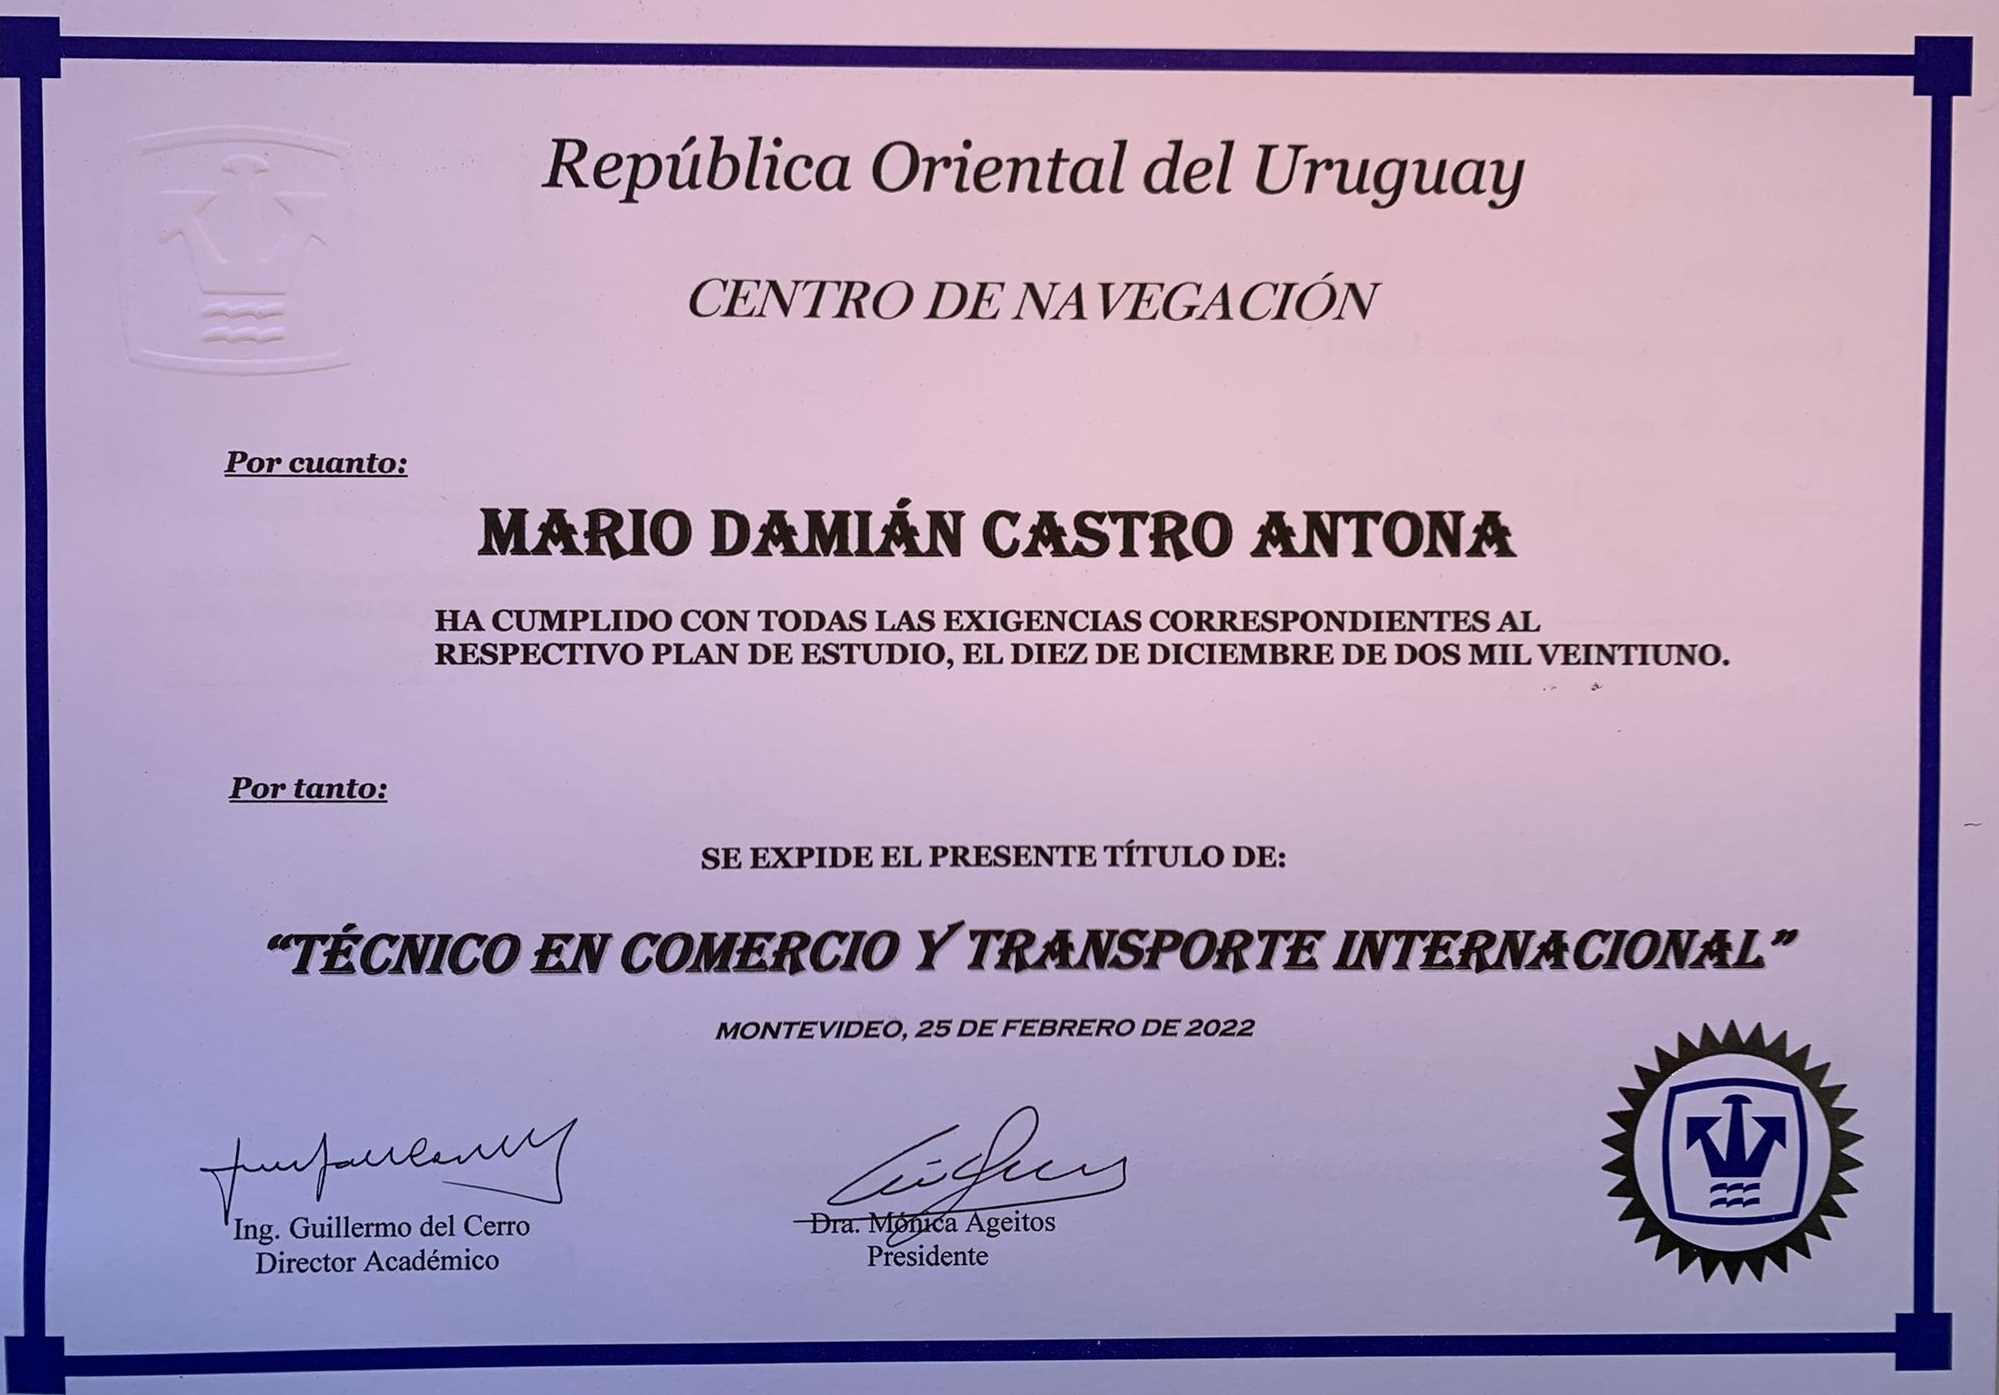 República Oriental del Uruguay
CENTRO DE NAVEGACIÓN
Por cuanto:
MARIO DAMIÁN CASTRO ANTONA
HA CUMPLIDO CON TODAS LAS EXIGENCIAS CORRESPONDIENTES AL
RESPECTIVO PLAN DE ESTUDIO, EL DIEZ DE DICIEMBRE DE DOS MIL VEINTIUNO.
Por tanto:
SE EXPIDE EL PRESENTE TÍTULO DE:
“TÉCNICO EN COMERCIO Y TRANSPORTE INTERNACIONAL”
MONTEVIDEO, 25 DE FEBRERO DE 2022
Ing. Guillermo del Cerro
Director Académico
Dra. Mónica Ageitos
Presidente